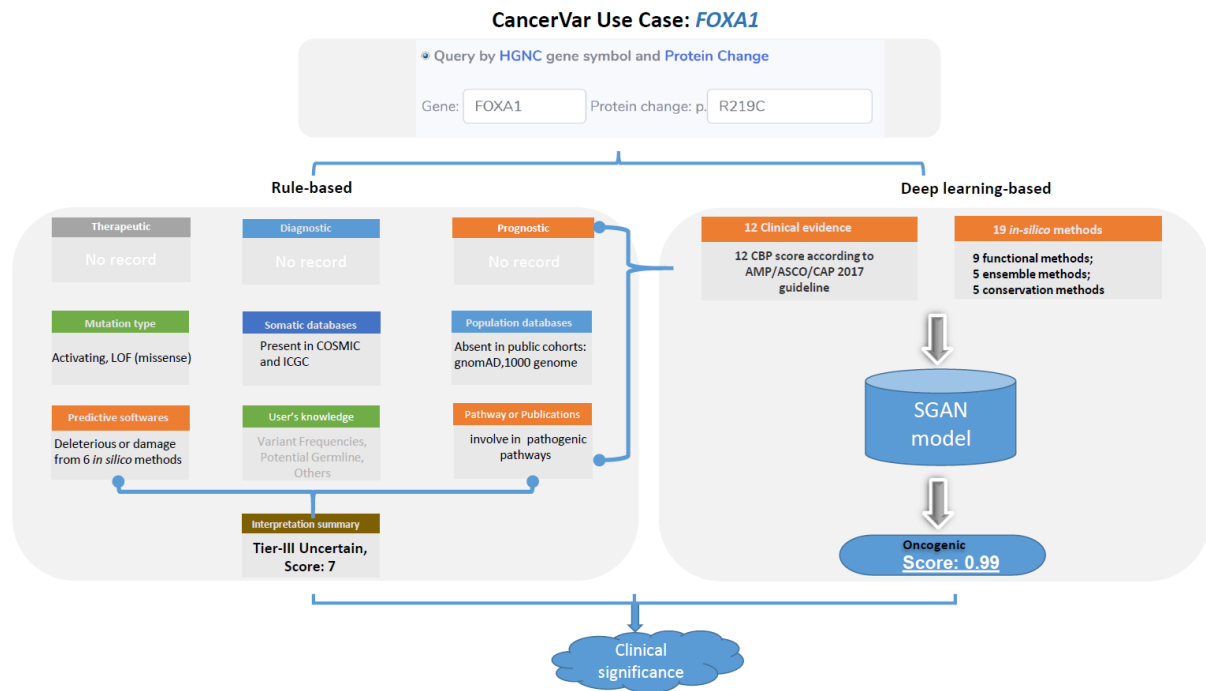 CancerVar Use Case: FOXA1
Query by HGNC gene symbol and Protein Change
Gene: FOXA1 Protein change: p. R219C
Rule-based
Deep learning-based
Therapeutic
No record
Diagnostic
No record
Prognostic
No record
Mutation type
Activating, LOF (missense)
Somatic databases
Present in COSMIC
and ICGC
Population databases
Absent in public cohorts:
gnomAD,1000 genome
Predictive softwares
Deleterious or damage
from 6 in silico methods
User's knowledge
Variant Frequencies,
Potential Germline,
Others
Pathway or Publications
involve in pathogenic
pathways
Interpretation summary
Tier-III Uncertain,
Score: 7
12 Clinical evidence
12 CBP score according to
AMP/ASCO/CAP 2017
guideline
19 in-silico methods
9 functional methods;
5 ensemble methods;
5 conservation methods
SGAN
model
Oncogenic
Score: 0.99
Clinical
significance